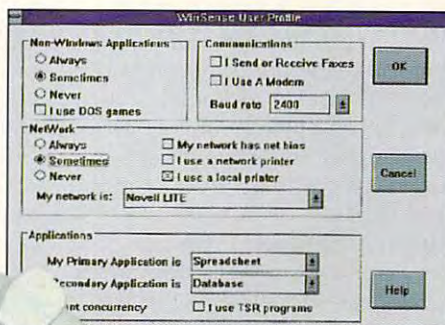 WinSense User Profile
Non-Windows Applications
Always
Sometimes
Never
I use DOS games
Communications
I Send or Receive Faxes
I Use A Modem
Baud rate 2400
OK
NetWork
Always
Sometimes
Never
My network has net bios
I use a network printer
I use a local printer
My network is: Novell LITE
Cancel
Applications
My Primary Application is Spreadsheet
Secondary Application is Database
concurrency
I use TSR programs
Help